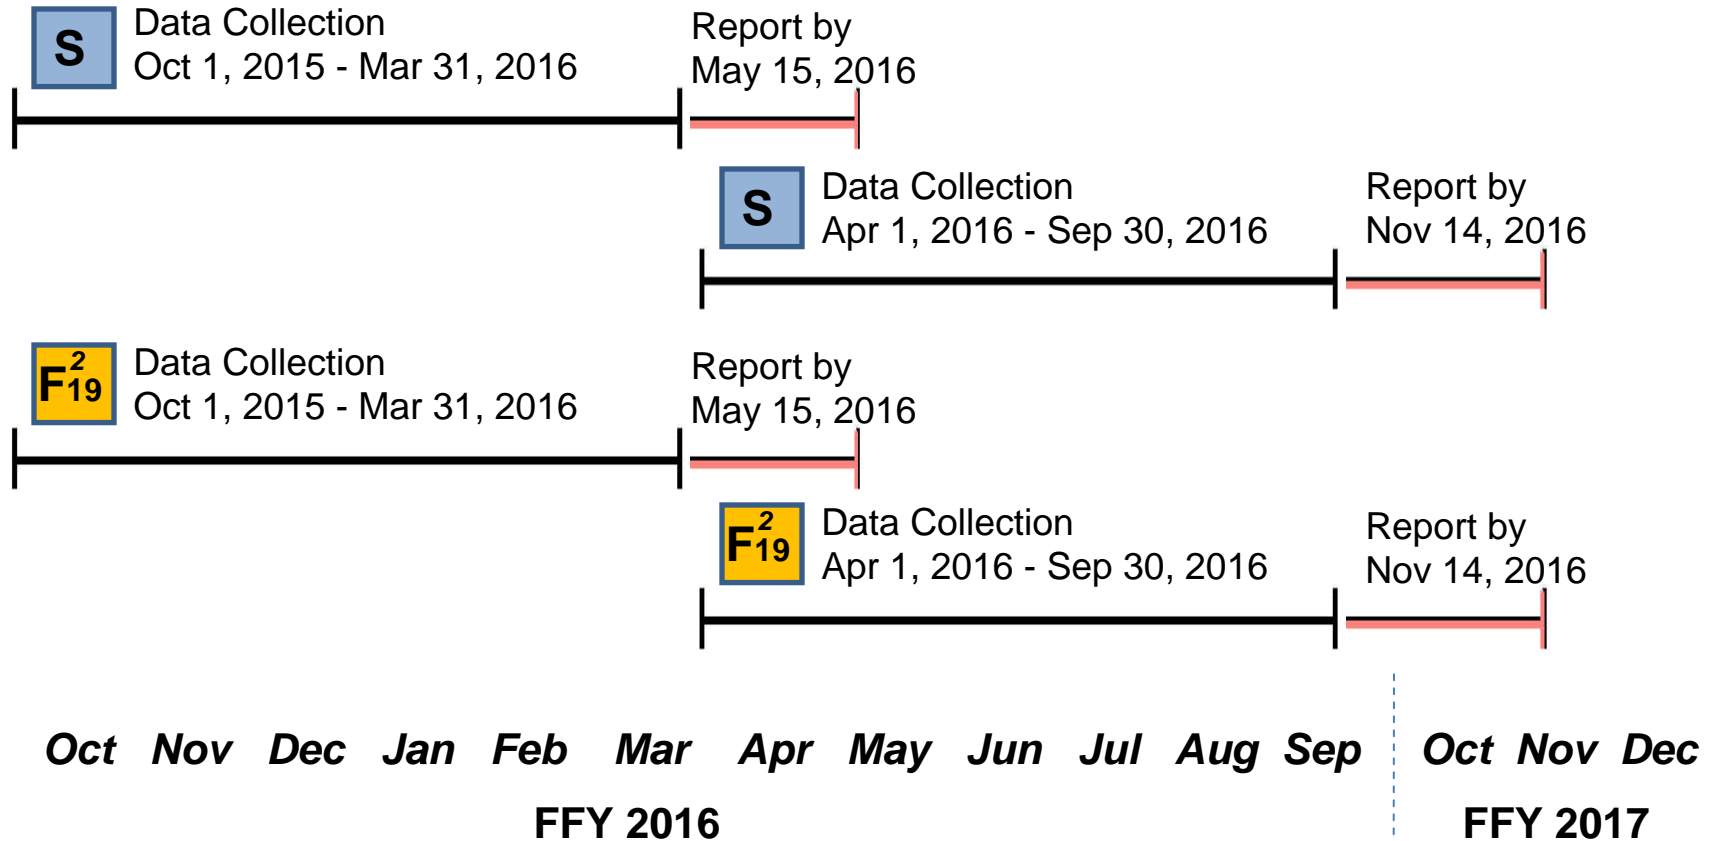 S
Data Collection
Oct 1, 2015 - Mar 31, 2016
Report by
May 15, 2016
S
Data Collection
Apr 1, 2016 - Sep 30, 2016
Report by
Nov 14, 2016
F²19
Data Collection
Oct 1, 2015 - Mar 31, 2016
Report by
May 15, 2016
F²19
Data Collection
Apr 1, 2016 - Sep 30, 2016
Report by
Nov 14, 2016
Oct Nov Dec Jan Feb Mar Apr May Jun Jul Aug Sep Oct Nov Dec
FFY 2016 FFY 2017